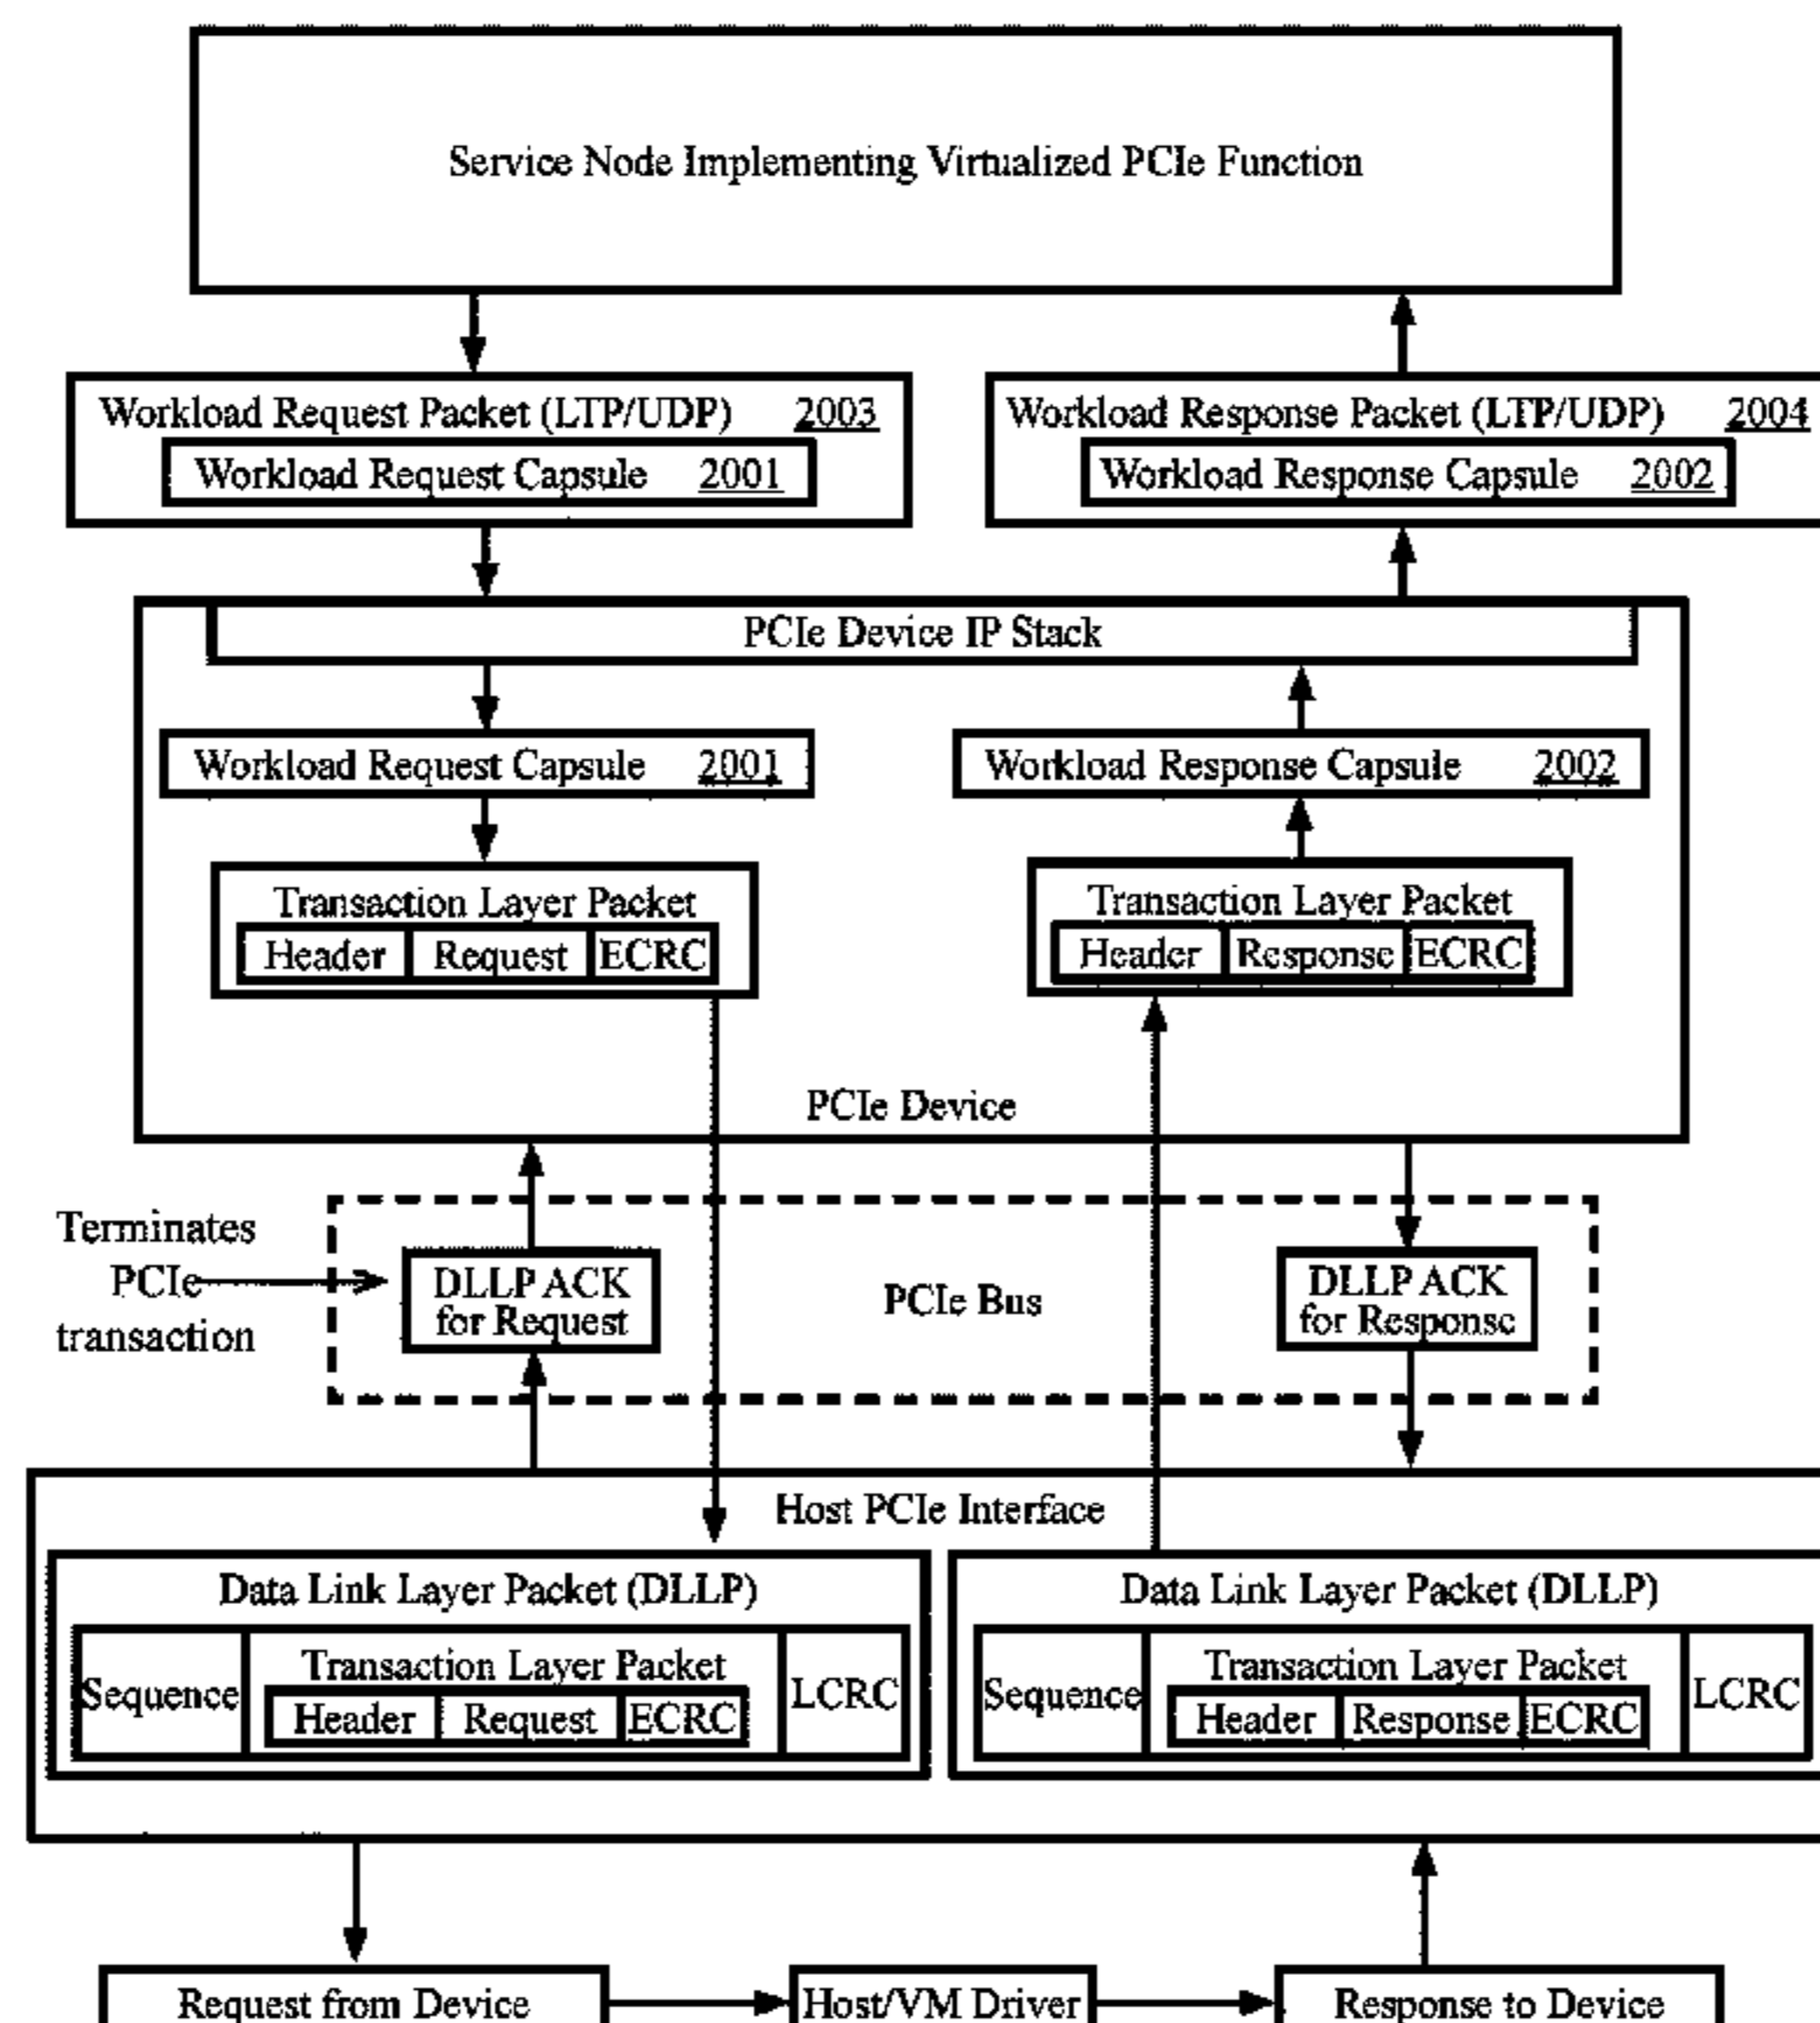 Service Node Implementing Virtualized PCIe Function
Workload Request Packet (LTP/UDP) 2003
Workload Request Capsule 2001
Workload Response Packet (LTP/UDP) 2004
Workload Response Capsule 2002
PCIe Device IP Stack
Workload Request Capsule 2001
Workload Response Capsule 2002
Transaction Layer Packet
Header Request ECRC
Transaction Layer Packet
Header Response ECRC
PCIe Device
Terminates
PCIe
transaction
DLLP ACK
for Request
PCIe Bus
DLLP ACK
for Response
Host PCIe Interface
Data Link Layer Packet (DLLP)
Sequence
Transaction Layer Packet
Header Request ECRC
LCRC
Data Link Layer Packet (DLLP)
Sequence
Transaction Layer Packet
Header Response ECRC
LCRC
Request from Device
Host/VM Driver
Response to Device